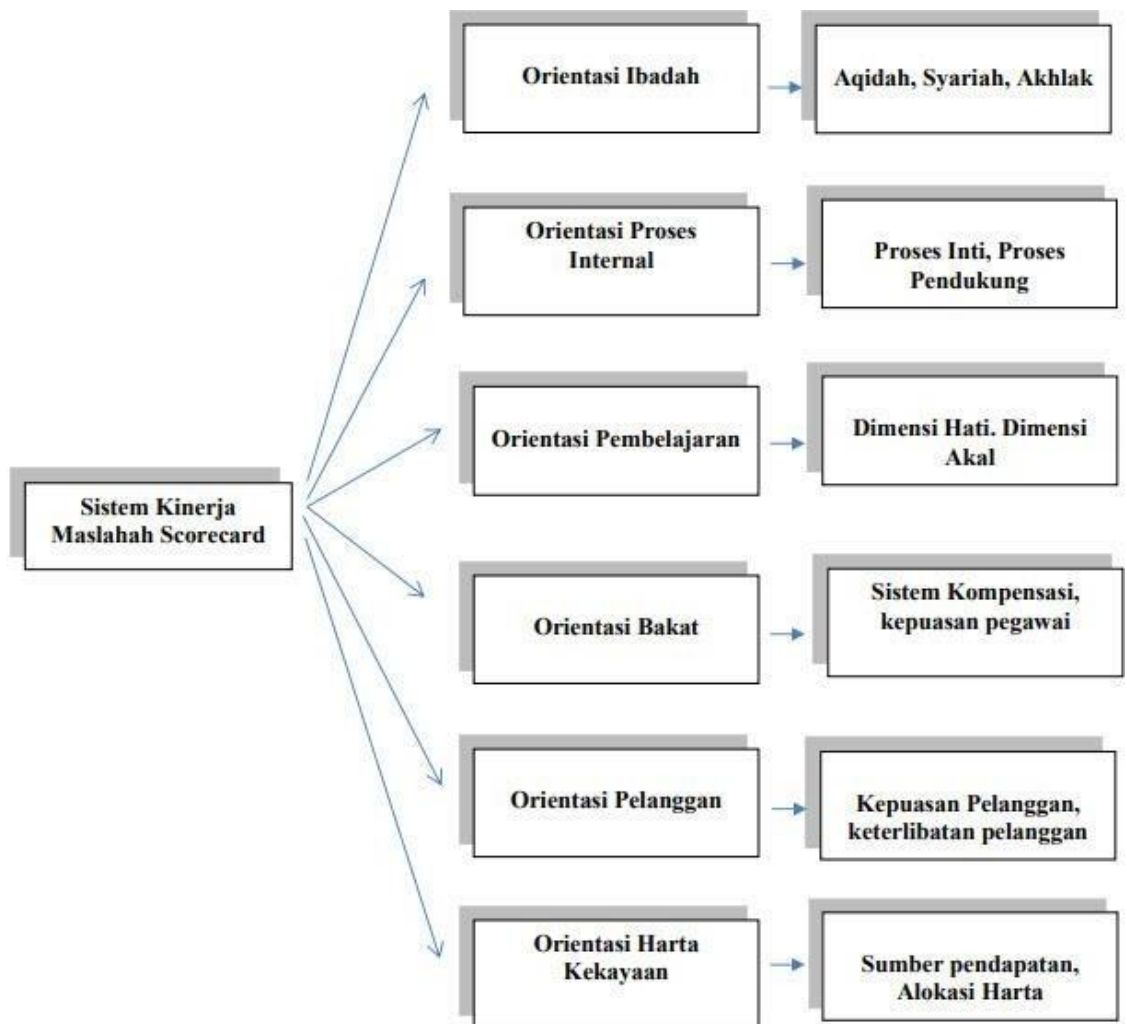 Orientasi Ibadah
Aqidah, Syariah, Akhlak
Orientasi Proses
Internal
Proses Inti, Proses
Pendukung
Orientasi Pembelajaran
Dimensi Hati. Dimensi
Akal
Sistem Kinerja
Maslahah Scorecard
Orientasi Bakat
Sistem Kompensasi,
kepuasan pegawai
Orientasi Pelanggan
Kepuasan Pelanggan,
keterlibatan pelanggan
Orientasi Harta
Kekayaan
Sumber pendapatan,
Alokasi Harta